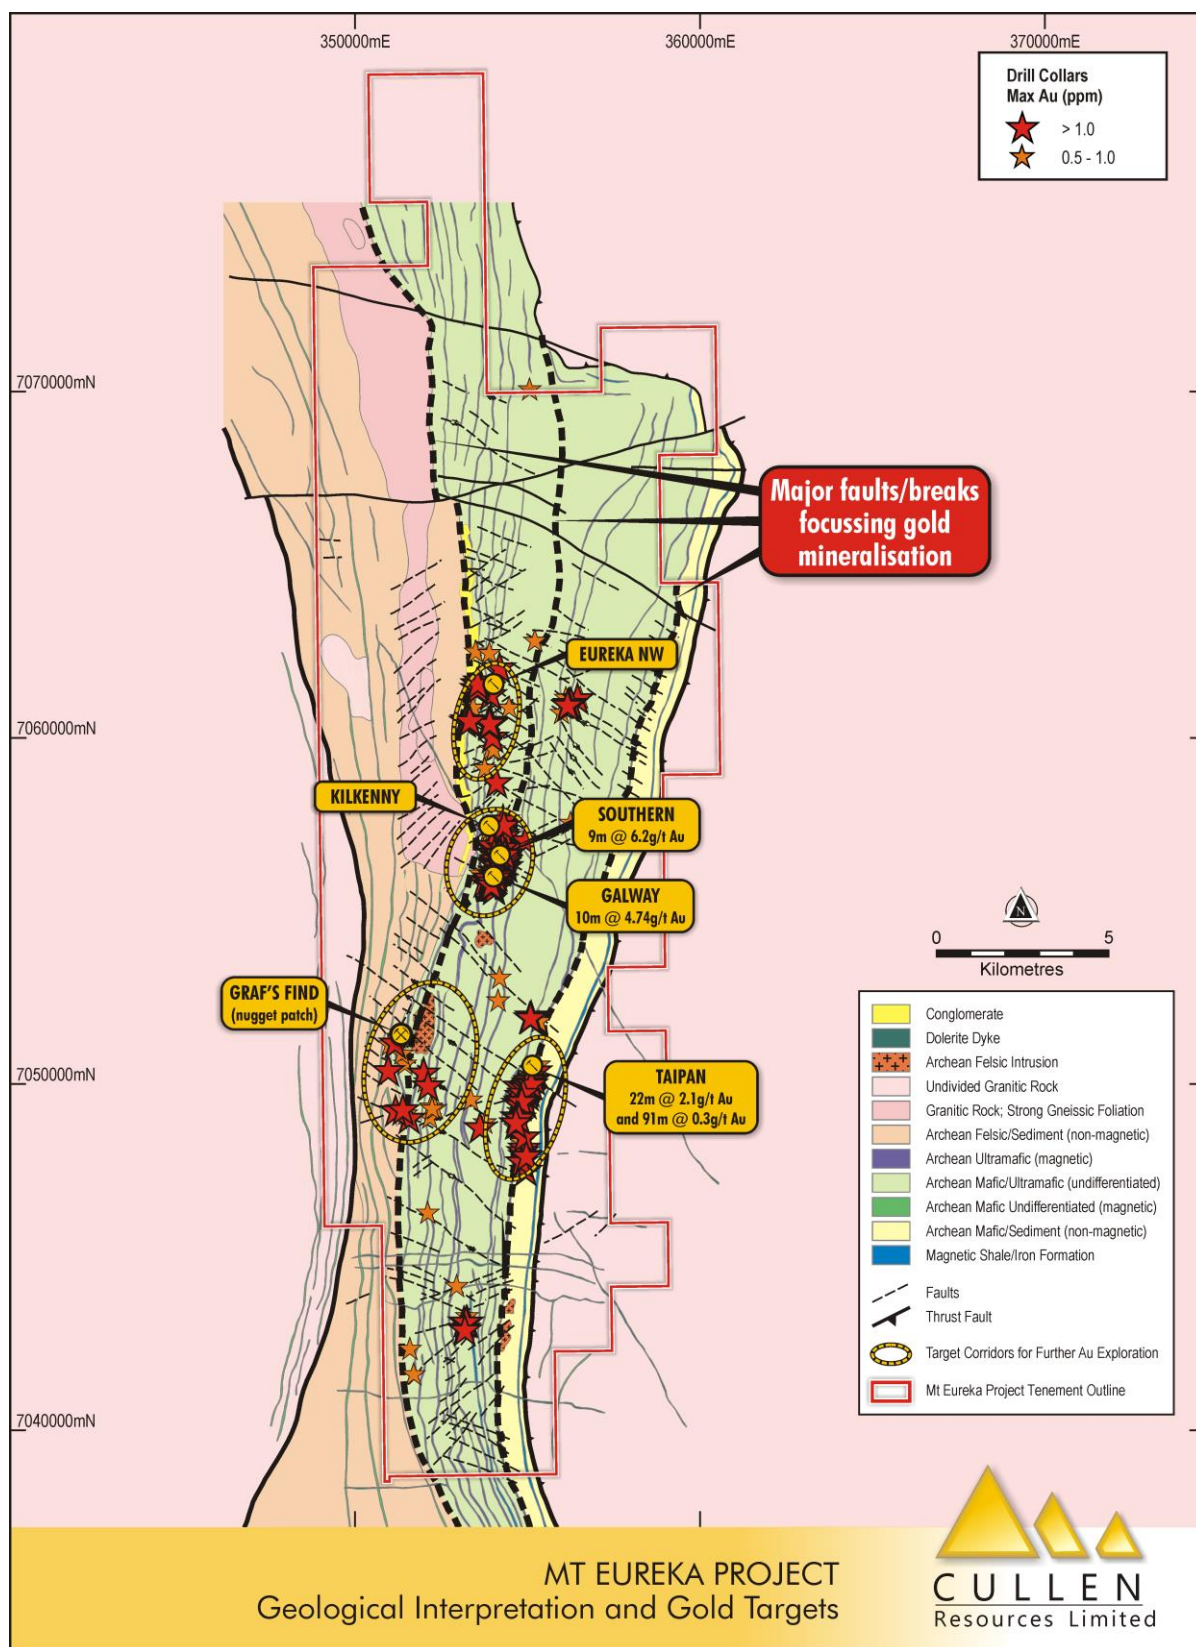 350000mE
360000mE
370000mE
Drill Collars
Max Au (ppm)
> 1.0
0.5 - 1.0
7070000mN
Major faults/breaks
focussing gold
mineralisation
EUREKA NW
7060000mN
KILKENNY
SOUTHERN
9m @ 6.2g/t Au
GALWAY
10m @ 4.74g/t Au
N
0
5
Kilometres
GRAF'S FIND
(nugget patch)
7050000mN
TAIPAN
22m @ 2.1g/t Au
and 91m @ 0.3g/t Au
Conglomerate
Dolerite Dyke
Archean Felsic Intrusion
Undivided Granitic Rock
Granitic Rock; Strong Gneissic Foliation
Archean Felsic/Sediment (non-magnetic)
Archean Ultramafic (magnetic)
Archean Mafic/Ultramafic (undifferentiated)
Archean Mafic Undifferentiated (magnetic)
Archean Mafic/Sediment (non-magnetic)
Magnetic Shale/Iron Formation
Faults
Thrust Fault
Target Corridors for Further Au Exploration
Mt Eureka Project Tenement Outline
7040000mN
MT EUREKA PROJECT
Geological Interpretation and Gold Targets
CULLEN
Resources Limited